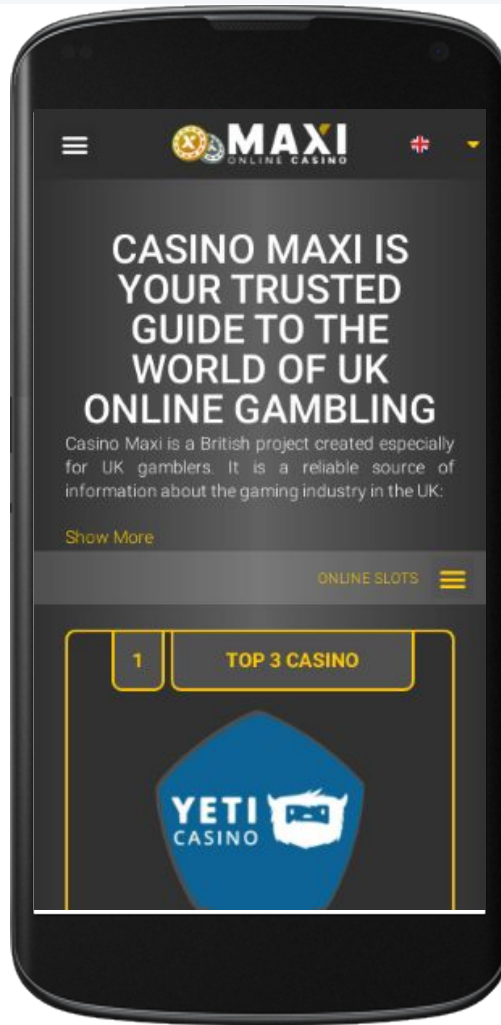 MAXI
ONLINE CASINO
CASINO MAXI IS
YOUR TRUSTED
GUIDE TO THE
WORLD OF UK
ONLINE GAMBLING
Casino Maxi is a British project created especially
for UK gamblers. It is a reliable source of
information about the gaming industry in the UK:
Show More
ONLINE SLOTS
1 TOP 3 CASINO
YETI
CASINO